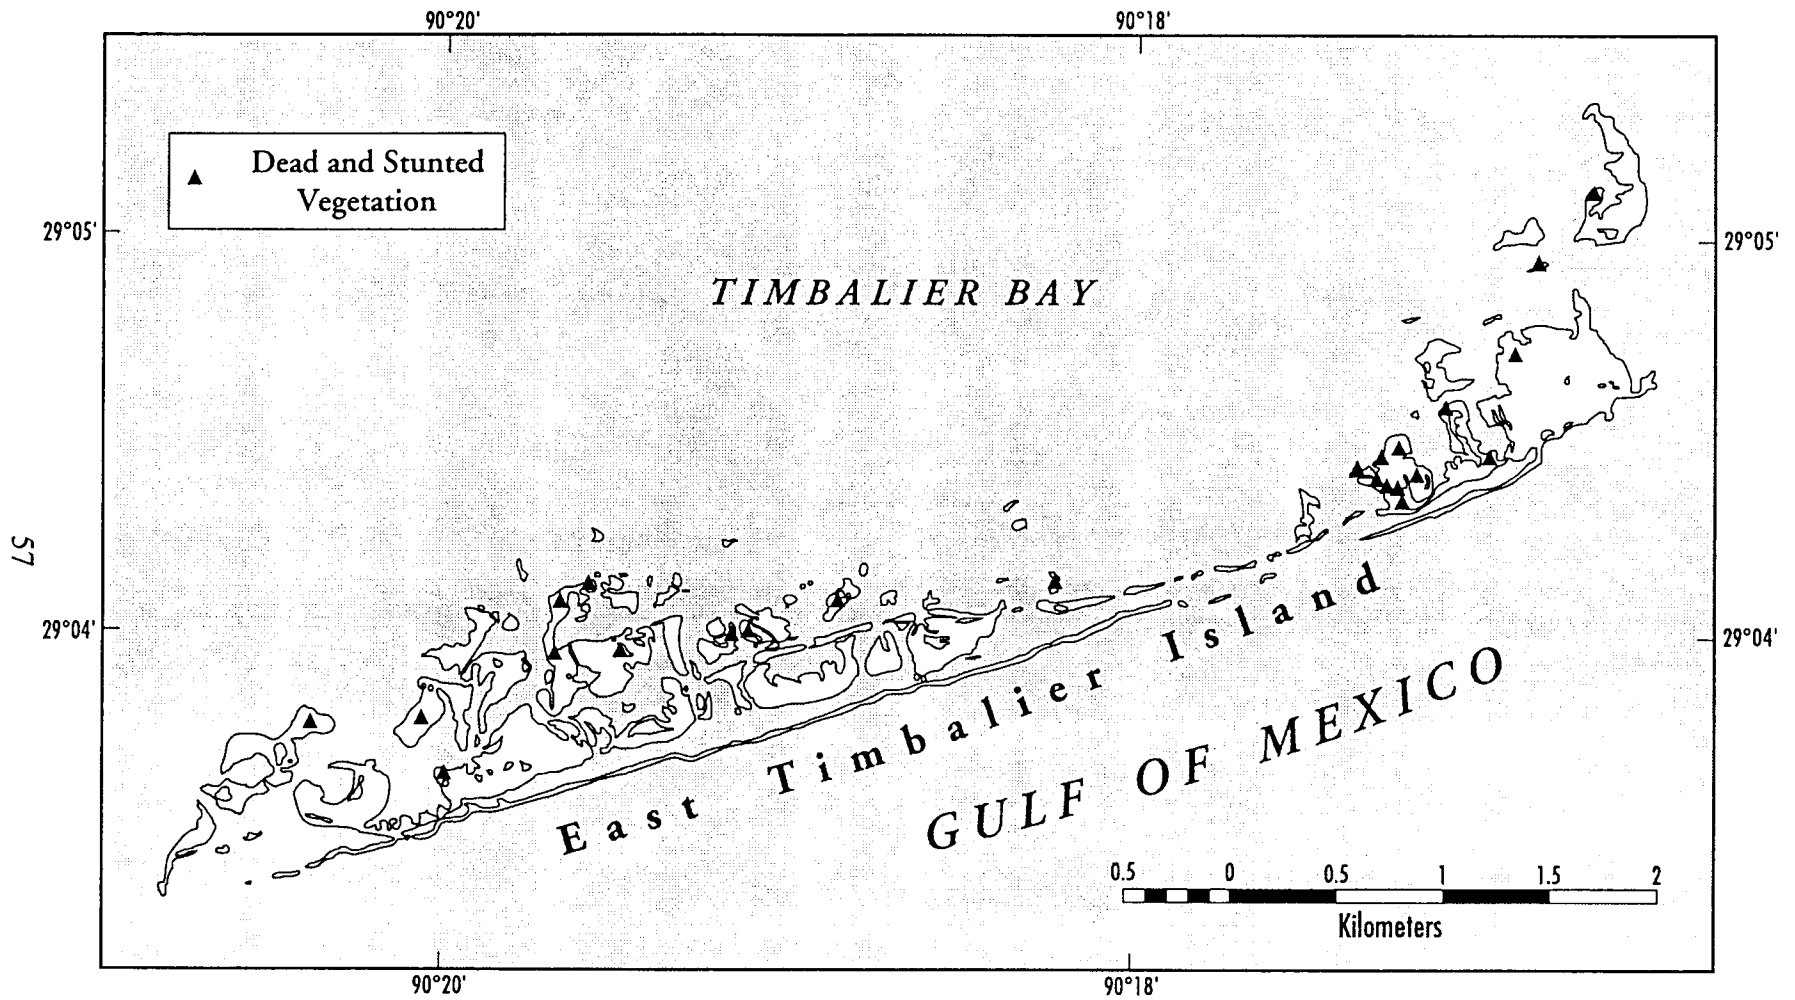 90°20'
90°18'
Dead and Stunted
Vegetation
29°05'
29°05'
TIMBALIER BAY
57
29°04'
29°04'
East Timbalier Island
GULF OF MEXICO
0.5 0 0.5 1 1.5 2
Kilometers
90°20'
90°18'